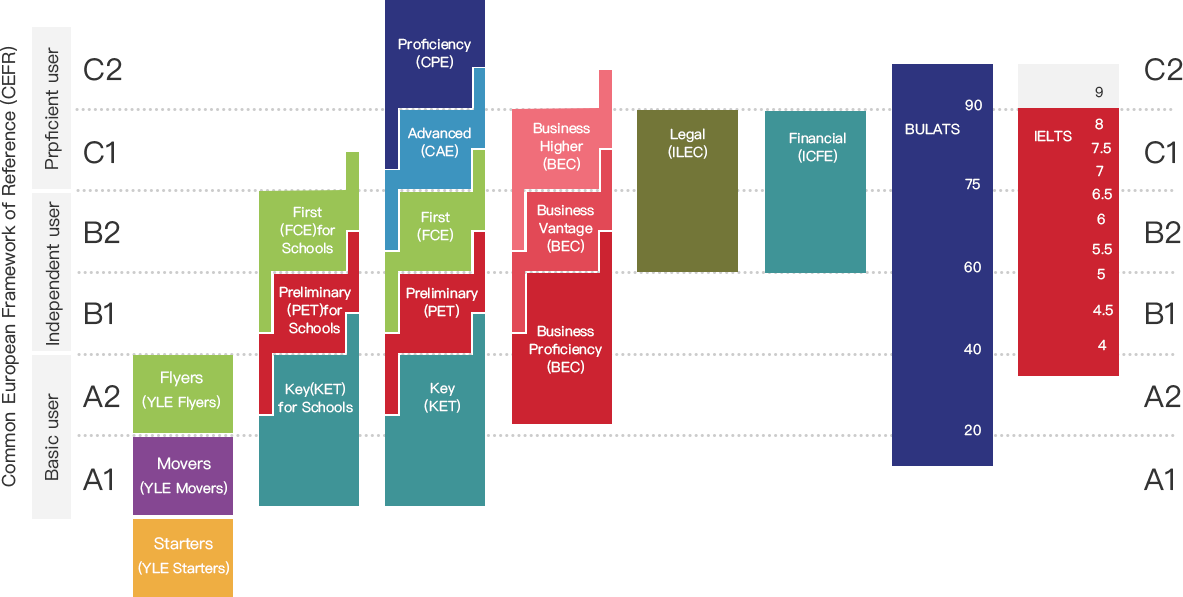 Common European Framework of Reference (CEFR)
Prpficient user
Independent user
Basic user
C2
C1
B2
B1
A2
A1
Flyers
(YLE Flyers)
Movers
(YLE Movers)
Starters
(YLE Starters)
First
(FCE)for
Schools
Preliminary
(PET)for
Schools
Key(KET)
for Schools
Proficiency
(CPE)
Advanced
(CAE)
First
(FCE)
Preliminary
(PET)
Key
(KET)
Business
Higher
(BEC)
Business
Vantage
(BEC)
Business
Proficiency
(BEC)
Legal
(ILEC)
Financial
(ICFE)
BULATS
90
75
60
40
20
IELTS
9
8
7.5
7
6.5
6
5.5
5
4.5
4
C2
C1
B2
B1
A2
A1